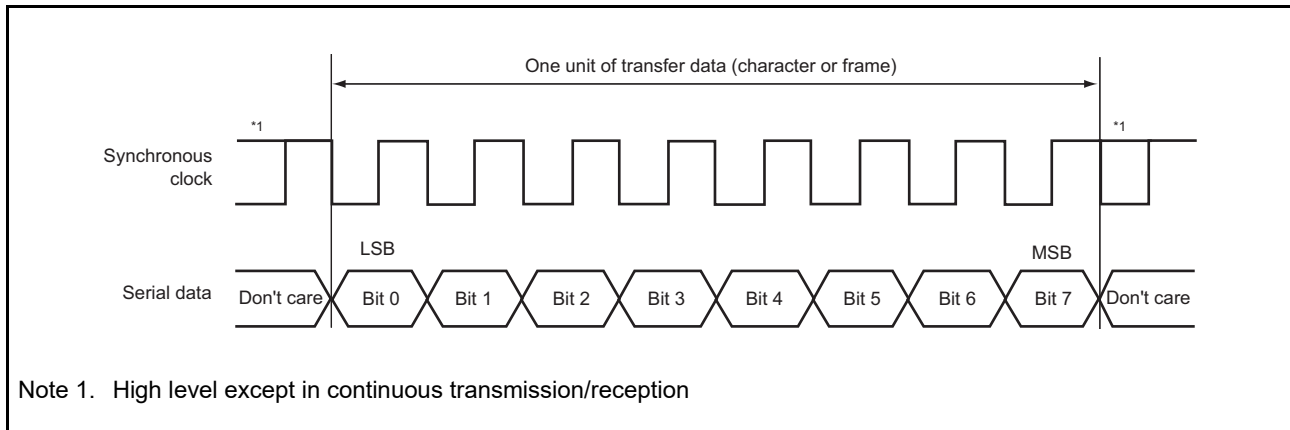 One unit of transfer data (character or frame)
*1
*1
Synchronous
clock
LSB
MSB
Serial data
Don't care
Bit 0
Bit 1
Bit 2
Bit 3
Bit 4
Bit 5
Bit 6
Bit 7
Don't care
Note 1. High level except in continuous transmission/reception